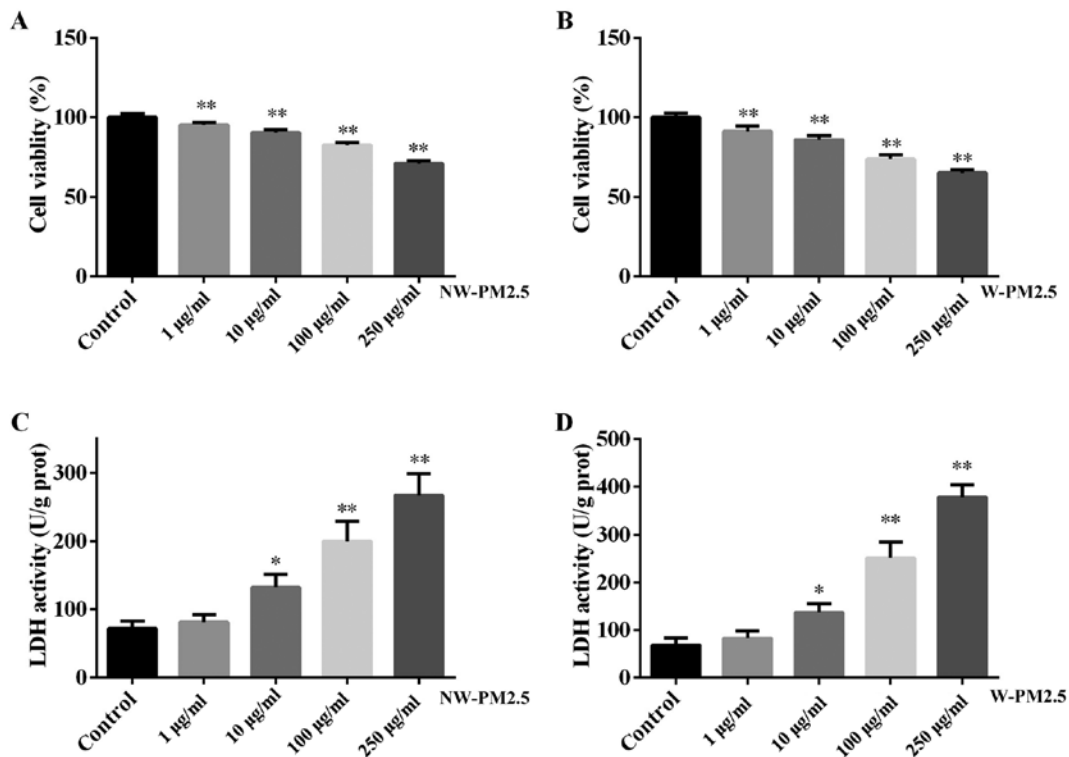 A
Cell viablity (%)
150
100
50
0
**
**
**
**
Control
1 μg/ml
10 μg/ml
100 μg/ml
250 μg/ml
NW-PM2.5
B
Cell viablity (%)
150
100
50
0
**
**
**
**
Control
1 μg/ml
10 μg/ml
100 μg/ml
250 μg/ml
W-PM2.5
C
LDH activity (U/g prot)
300
200
100
0
*
**
**
Control
1 μg/ml
10 μg/ml
100 μg/ml
250 μg/ml
NW-PM2.5
D
LDH activity (U/g prot)
500
400
300
200
100
0
*
**
**
Control
1 μg/ml
10 μg/ml
100 μg/ml
250 μg/ml
W-PM2.5